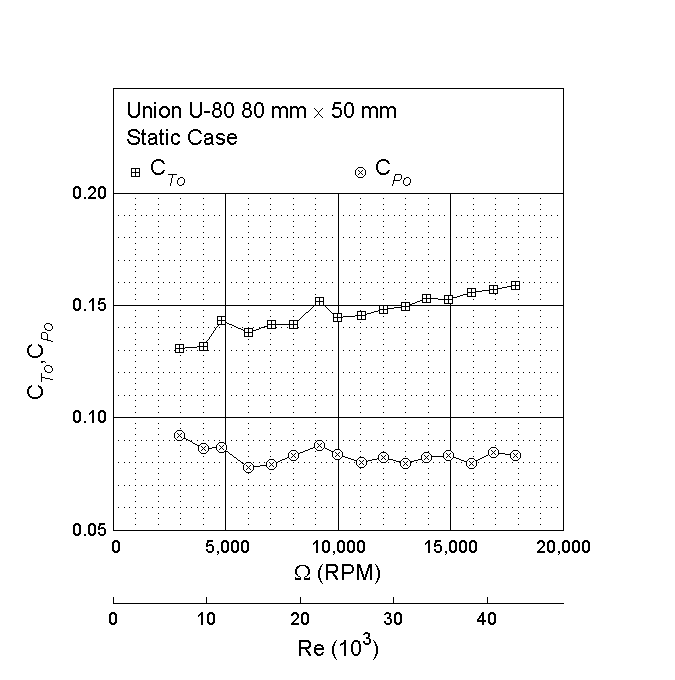 Union U-80 80 mm × 50 mm
Static Case
C_To C_Po
0.20
0.15
0.10
0.05
C_To,C_Po
0 5,000 10,000 15,000 20,000
Ω (RPM)
0 10 20 30 40
Re (10³)